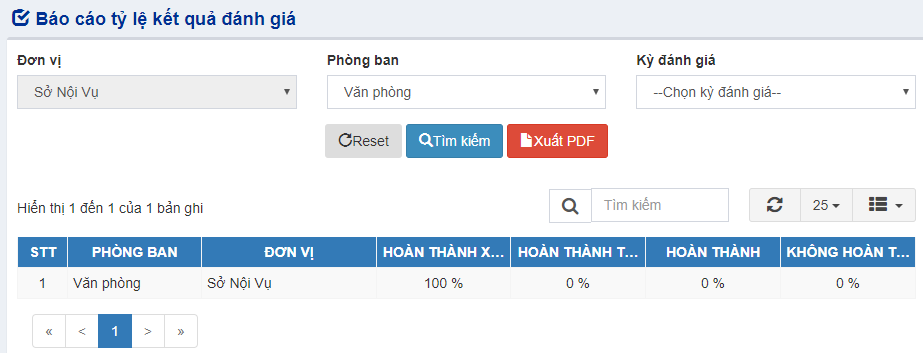 Báo cáo tỷ lệ kết quả đánh giá
Đơn vị Phòng ban Kỳ đánh giá
Sở Nội Vụ Văn phòng --Chọn kỳ đánh giá--
Reset Tìm kiếm Xuất PDF
Hiển thị 1 đến 1 của 1 bản ghi Tìm kiếm 25
STT PHÒNG BAN ĐƠN VỊ HOÀN THÀNH X... HOÀN THÀNH T... HOÀN THÀNH KHÔNG HOÀN T...
1 Văn phòng Sở Nội Vụ 100 % 0 % 0 % 0 %
« < 1 > »